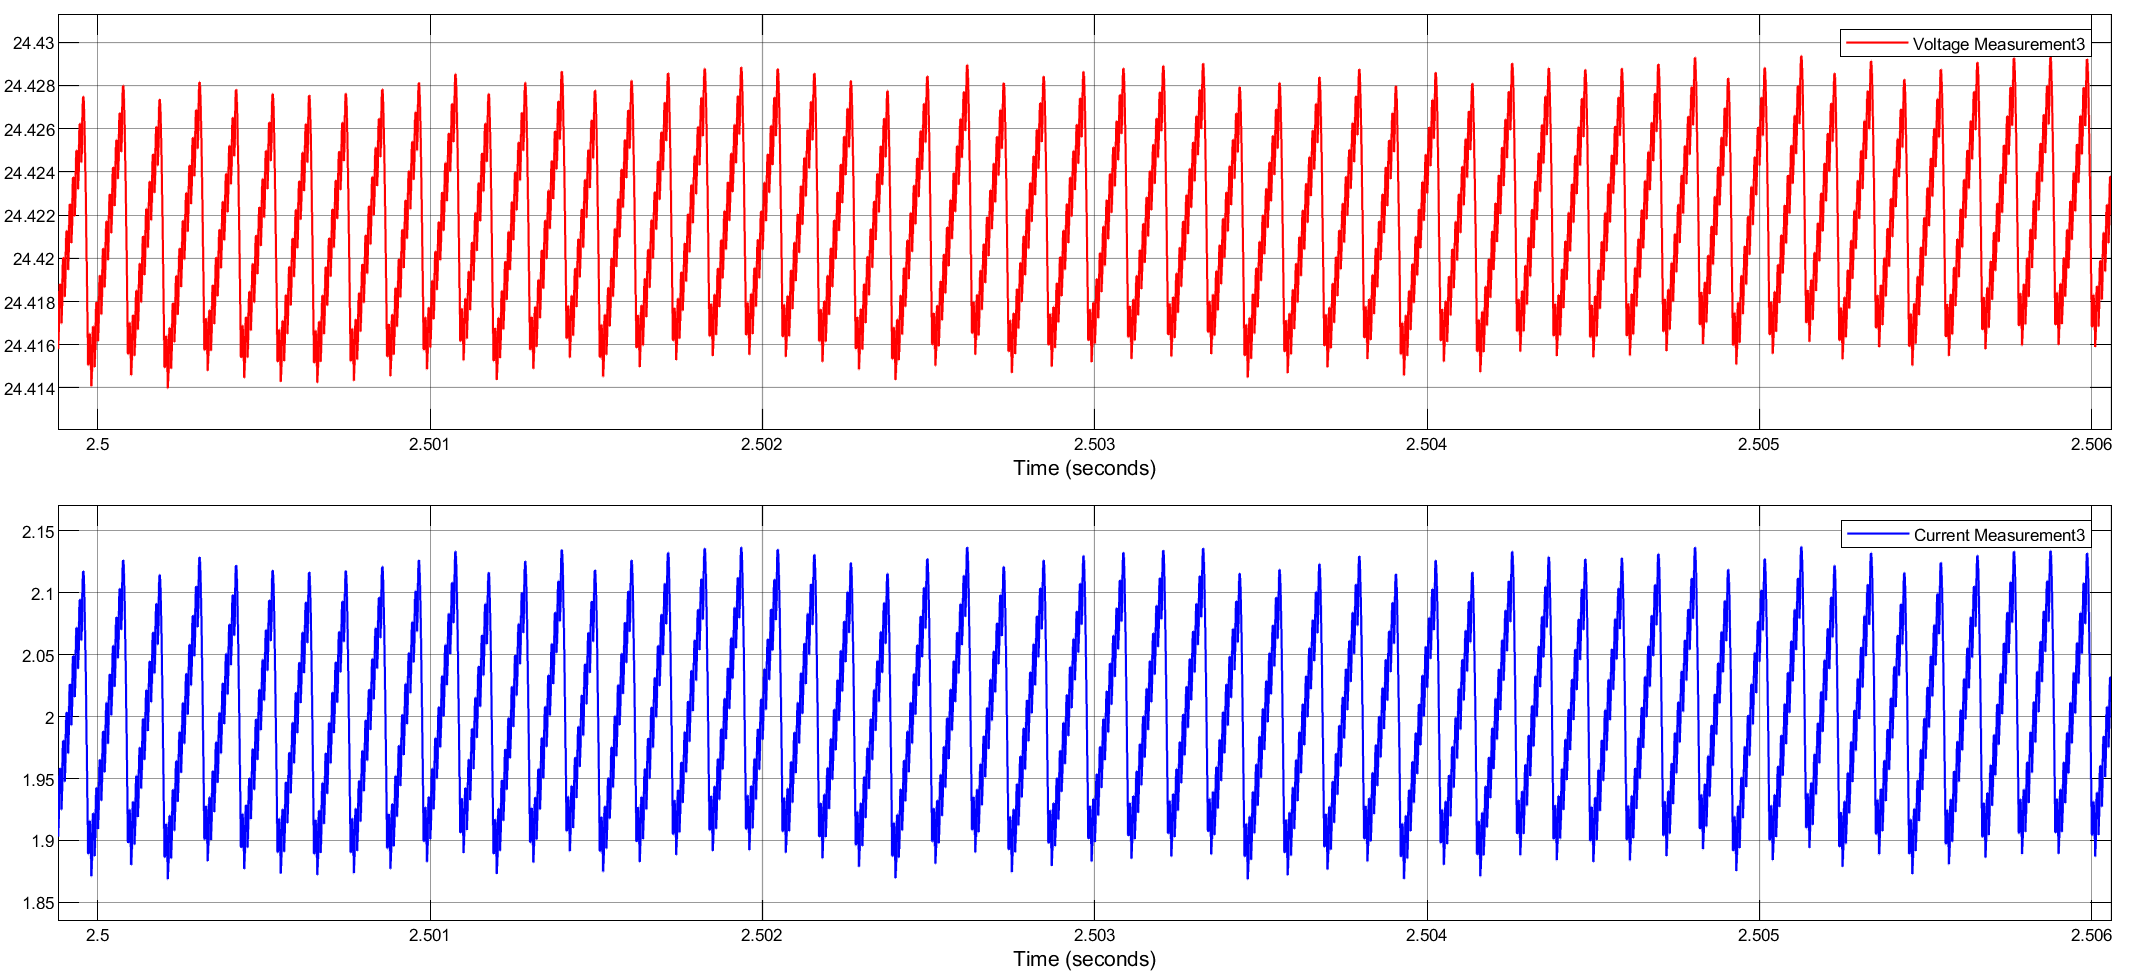 24.43
24.428
24.426
24.424
24.422
24.42
24.418
24.416
24.414
Voltage Measurement3
2.5 2.501 2.502 2.503 2.504 2.505 2.506
Time (seconds)
2.15
2.1
2.05
2
1.95
1.9
1.85
Current Measurement3
2.5 2.501 2.502 2.503 2.504 2.505 2.506
Time (seconds)